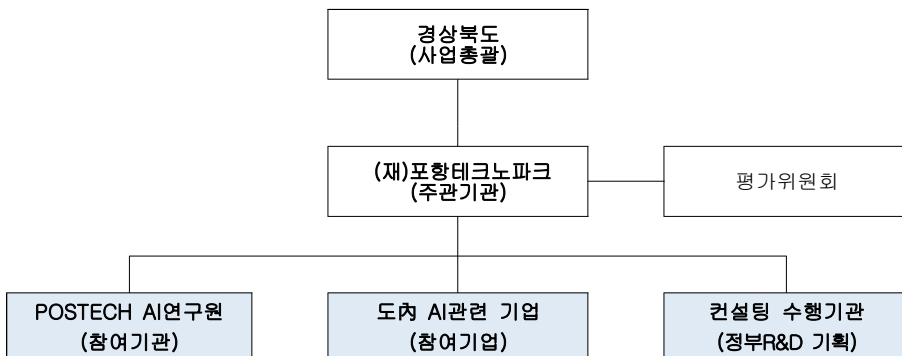 경상북도
(사업총괄)
(재)포항테크노파크
(주관기관)
평가위원회
POSTECH AI연구원
(참여기관)
도內 AI관련 기업
(참여기업)
컨설팅 수행기관
(정부R&D 기획)